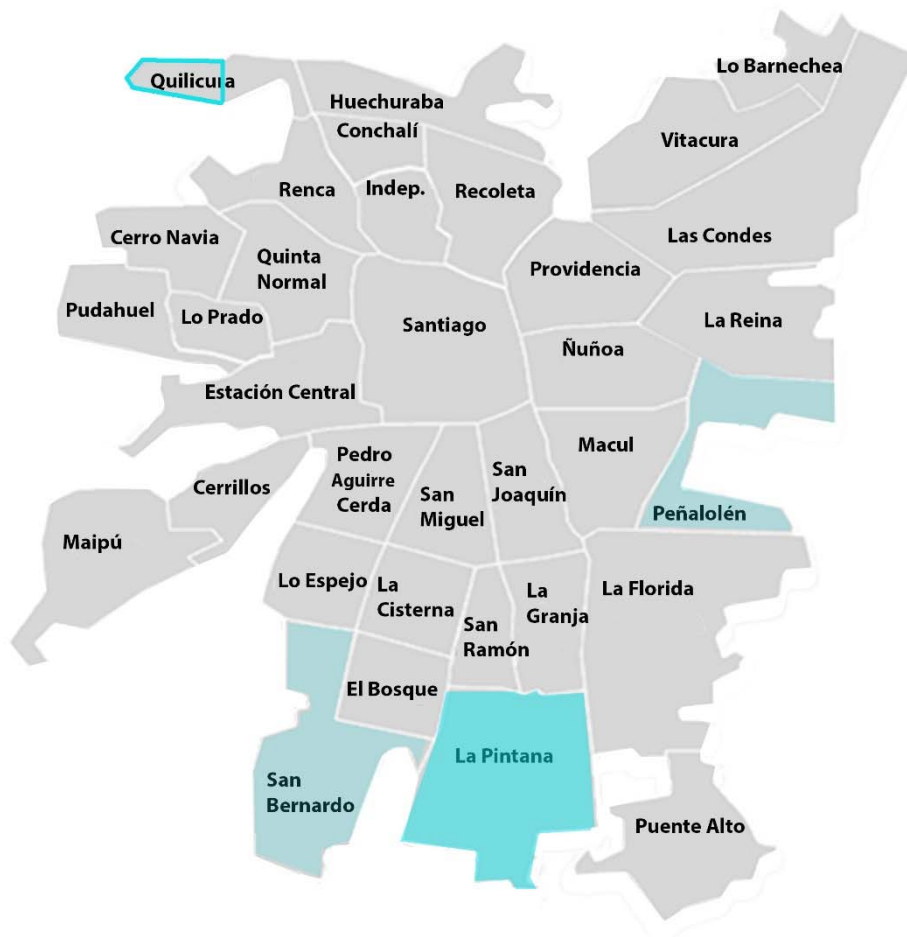 Lo Barnechea
Quilicura
Huechuraba
Conchalí
Vitacura
Renca
Indep.
Recoleta
Cerro Navia
Las Condes
Quinta
Normal
Providencia
Pudahuel
Lo Prado
Santiago
La Reina
Ñuñoa
Estación Central
Pedro
Aguirre
Cerda
Macul
San
Joaquín
San
Miguel
Cerrillos
Peñalolén
Maipú
Lo Espejo
La
Cisterna
La
Granja
La Florida
San
Ramón
El Bosque
La Pintana
San
Bernardo
Puente Alto